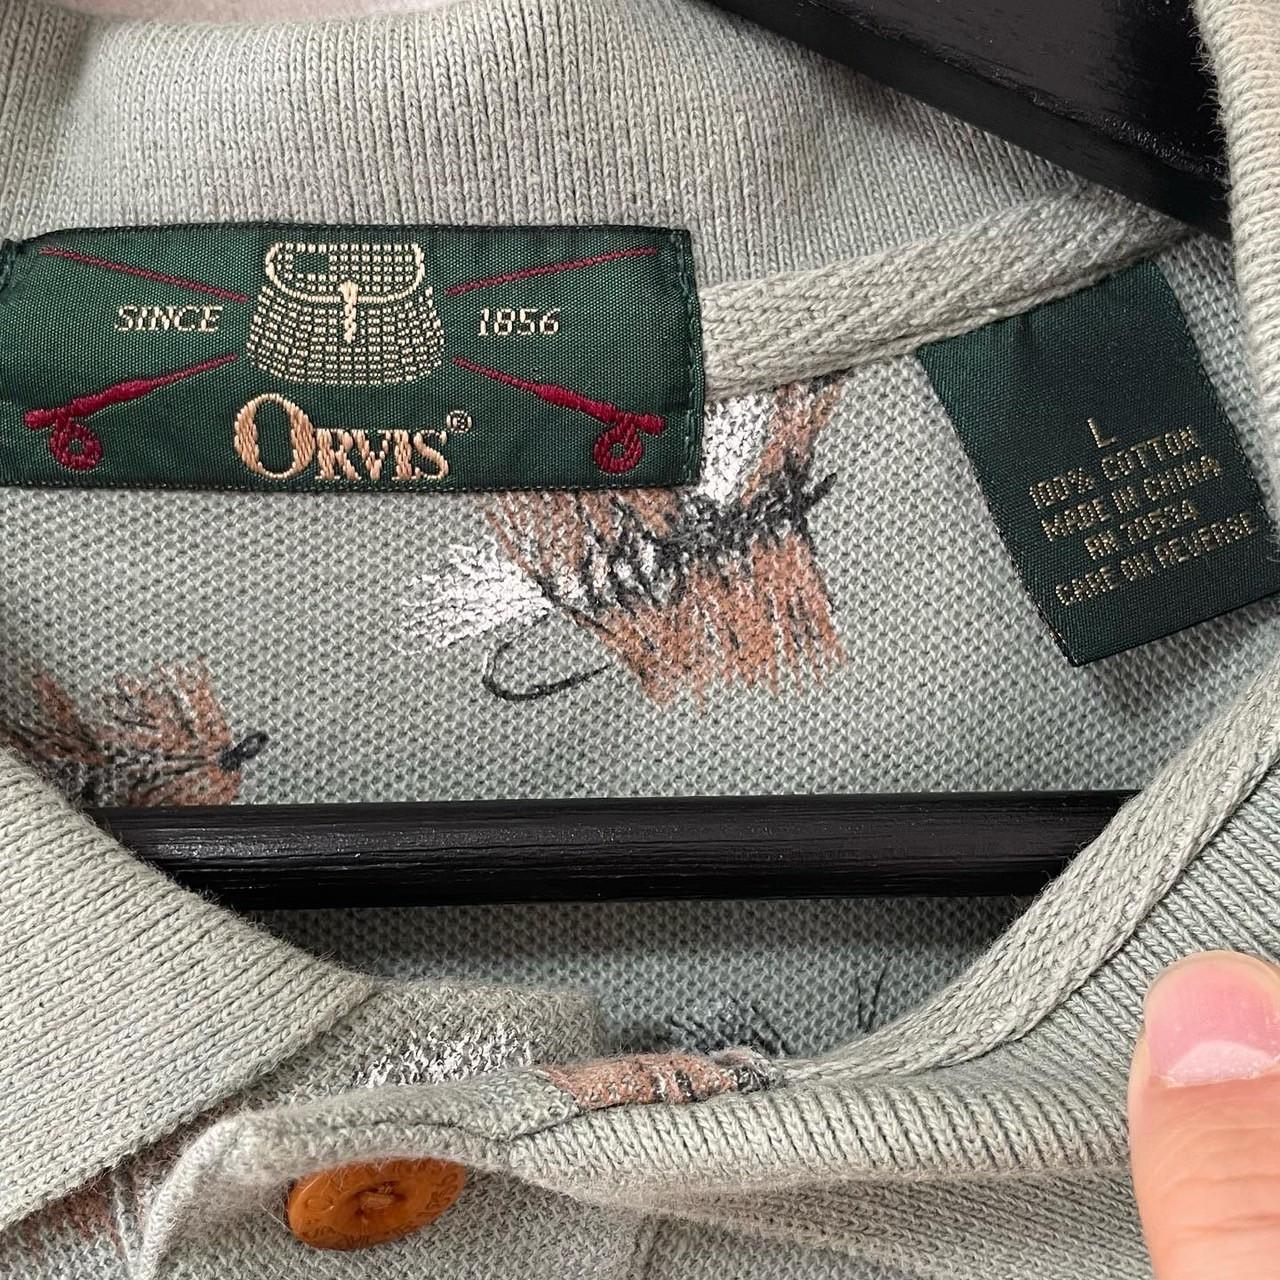 SINCE 1856
ORVIS®
L
100% COTTON
MADE IN CHINA
RN 70534
CARE ON REVERSE